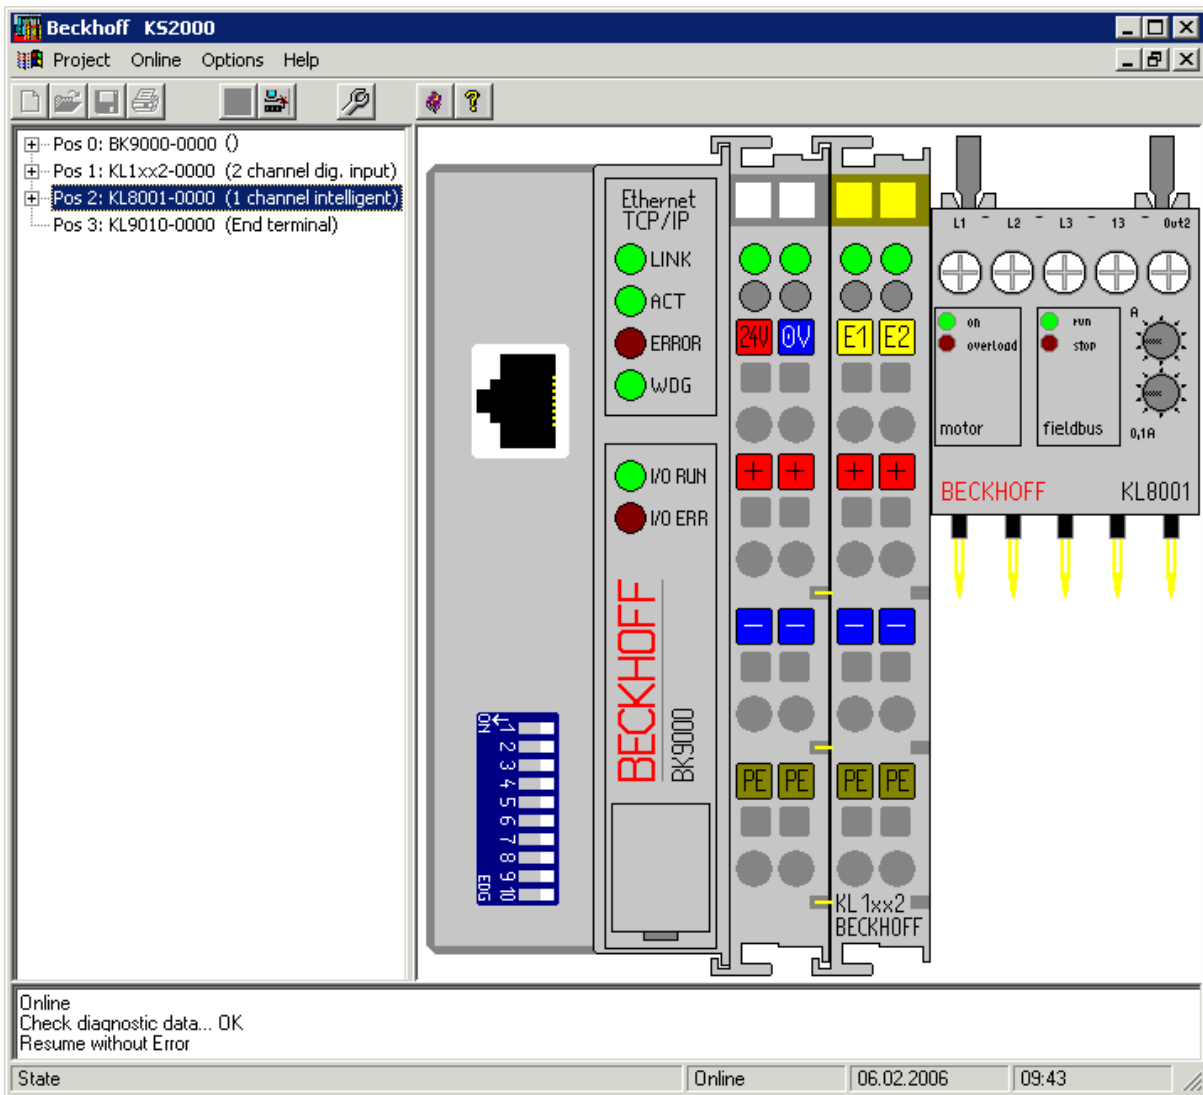 Beckhoff KS2000
Project Online Options Help
Pos 0: BK9000-0000 ()
Pos 1: KL1xx2-0000 (2 channel dig. input)
Pos 2: KL8001-0000 (1 channel intelligent)
Pos 3: KL9010-0000 (End terminal)
Ethernet
TCP/IP
LINK
ACT
ERROR
WDG
I/O RUN
I/O ERR
BECKHOFF
BK9000
ON
1
2
3
4
5
6
7
8
9
10
EDG
24V 0V E1 E2
+ + + +
− − − −
PE PE PE PE
KL1xx2
BECKHOFF
L1 L2 L3 13 Out2
on
overload
motor
run
stop
fieldbus
A
0,1A
BECKHOFF KL8001
Online
Check diagnostic data... OK
Resume without Error
State Online 06.02.2006 09:43